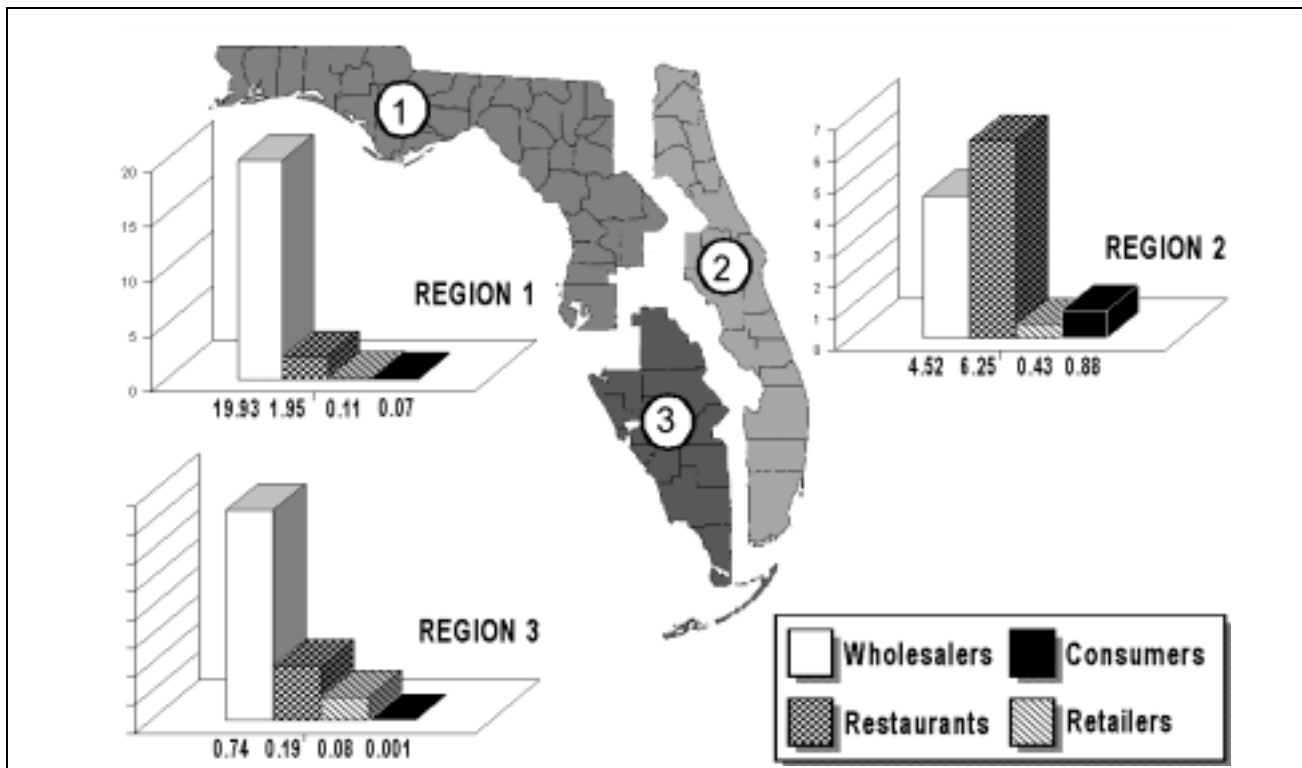 1
20
15
10
5
0
REGION 1
19.93 1.95 0.11 0.07
2
7
6
5
4
3
2
1
0
REGION 2
4.52 6.25 0.43 0.88
3
REGION 3
0.74 0.19 0.08 0.001
Wholesalers
Consumers
Restaurants
Retailers